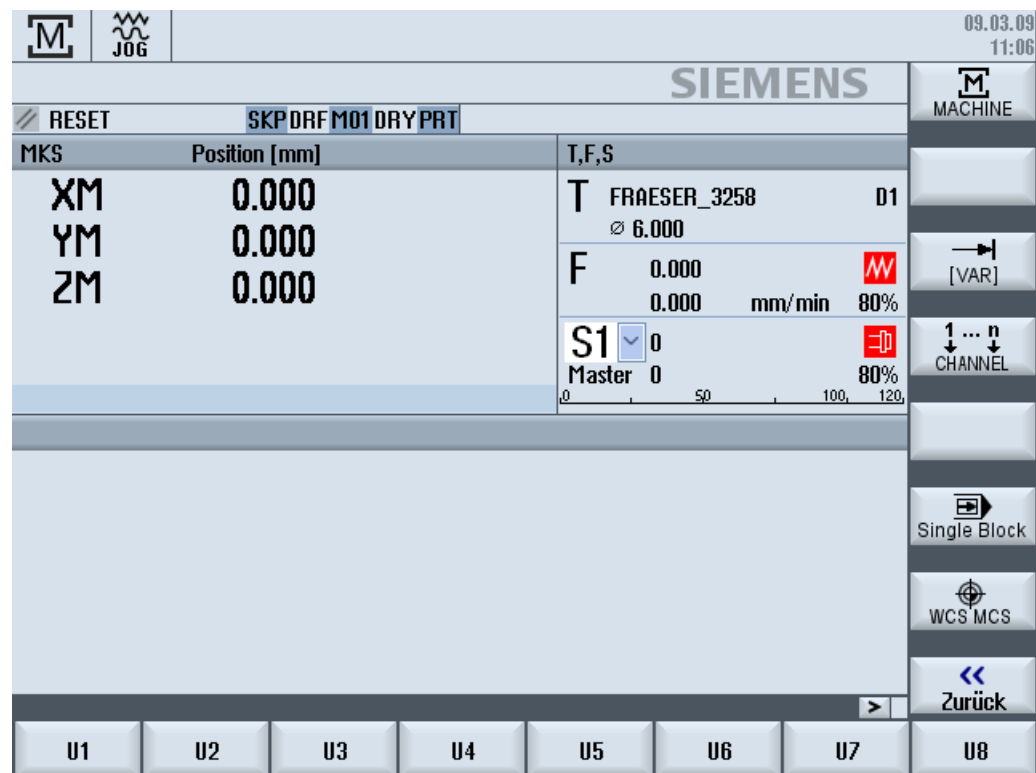 M JOG 09.03.09
11:06
SIEMENS
M
MACHINE
RESET SKP DRF M01 DRY PRT
MKS Position [mm] T,F,S
XM 0.000
YM 0.000
ZM 0.000
T FRAESER_3258 D1
⌀ 6.000
F 0.000
0.000 mm/min 80%
S1 0
Master 0 80%
0 50 100 120
[VAR]
1 ... n
CHANNEL
Single Block
WCS MCS
<<
Zurück
>
U1 U2 U3 U4 U5 U6 U7 U8